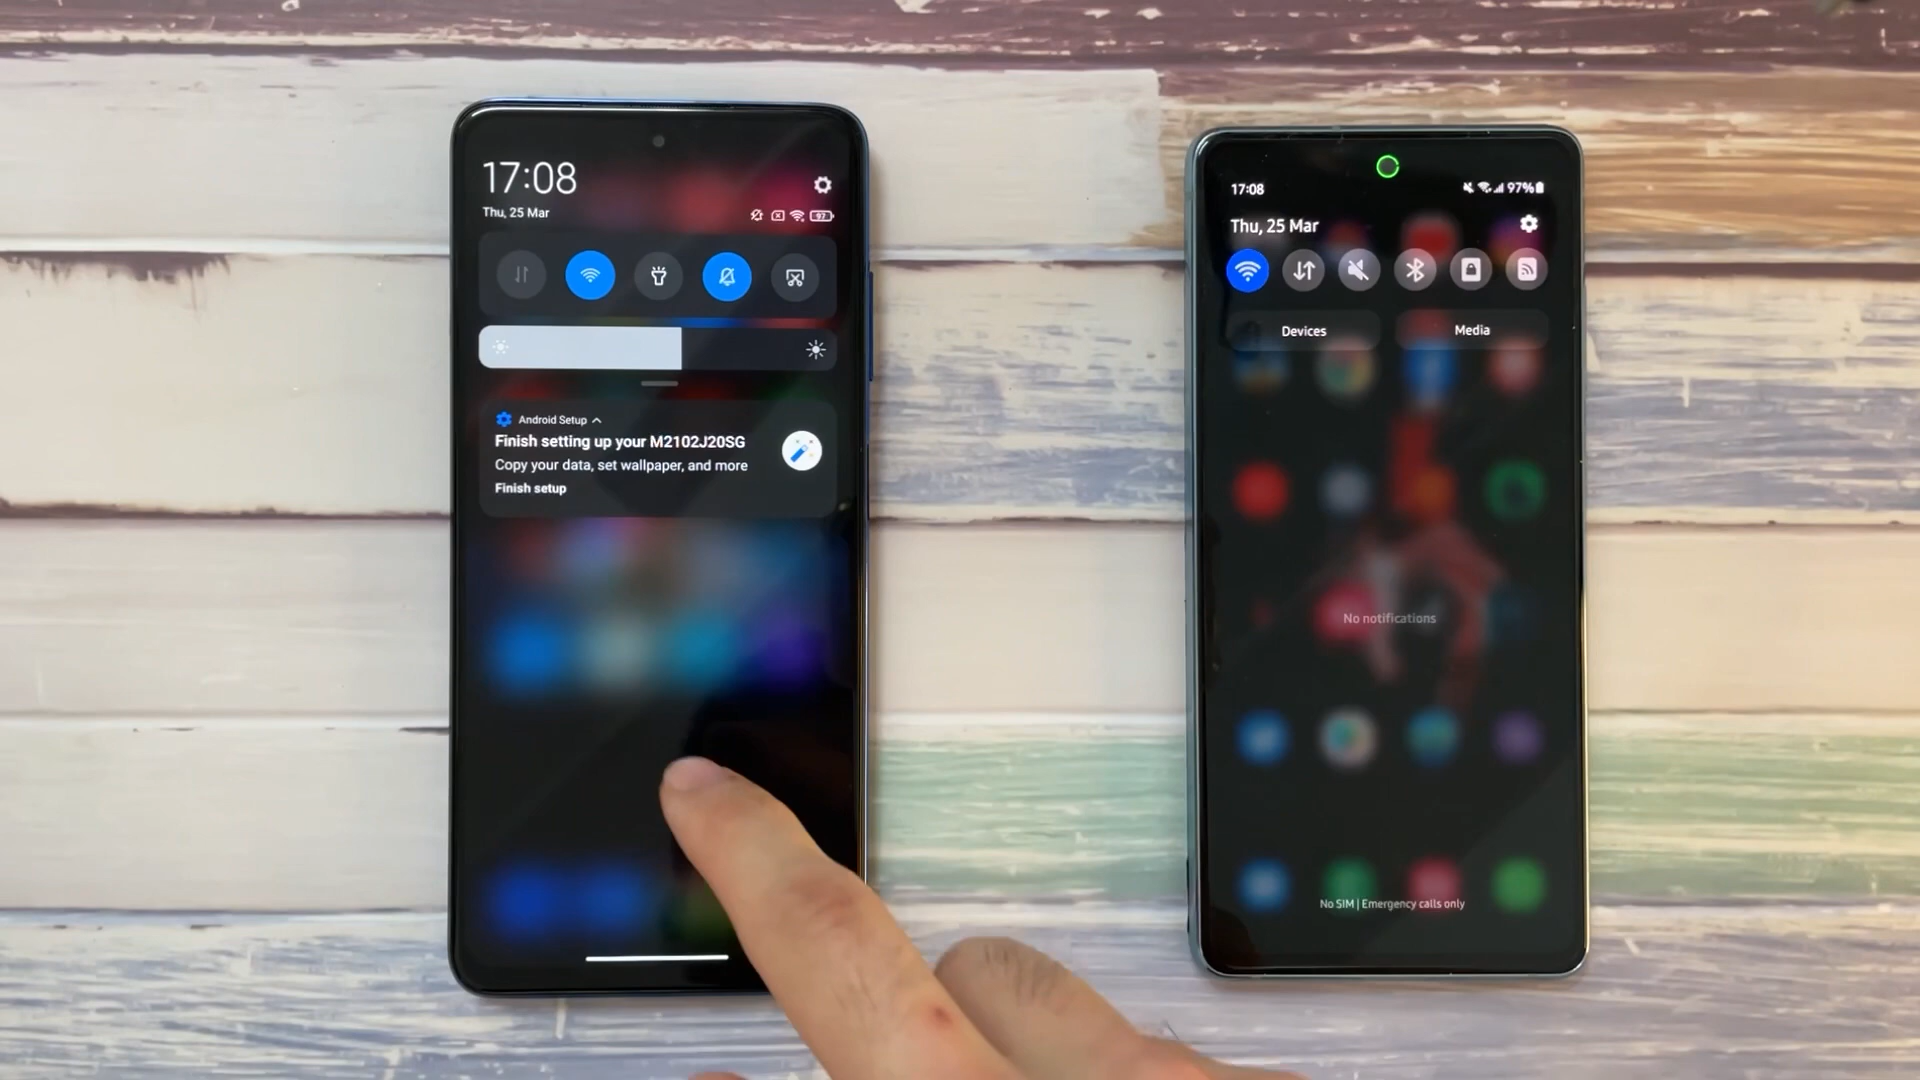 17:08
Thu, 25 Mar
97
Android Setup
Finish setting up your M2102J20SG
Copy your data, set wallpaper, and more
Finish setup
17:08
97%
Thu, 25 Mar
Devices
Media
No notifications
No SIM | Emergency calls only